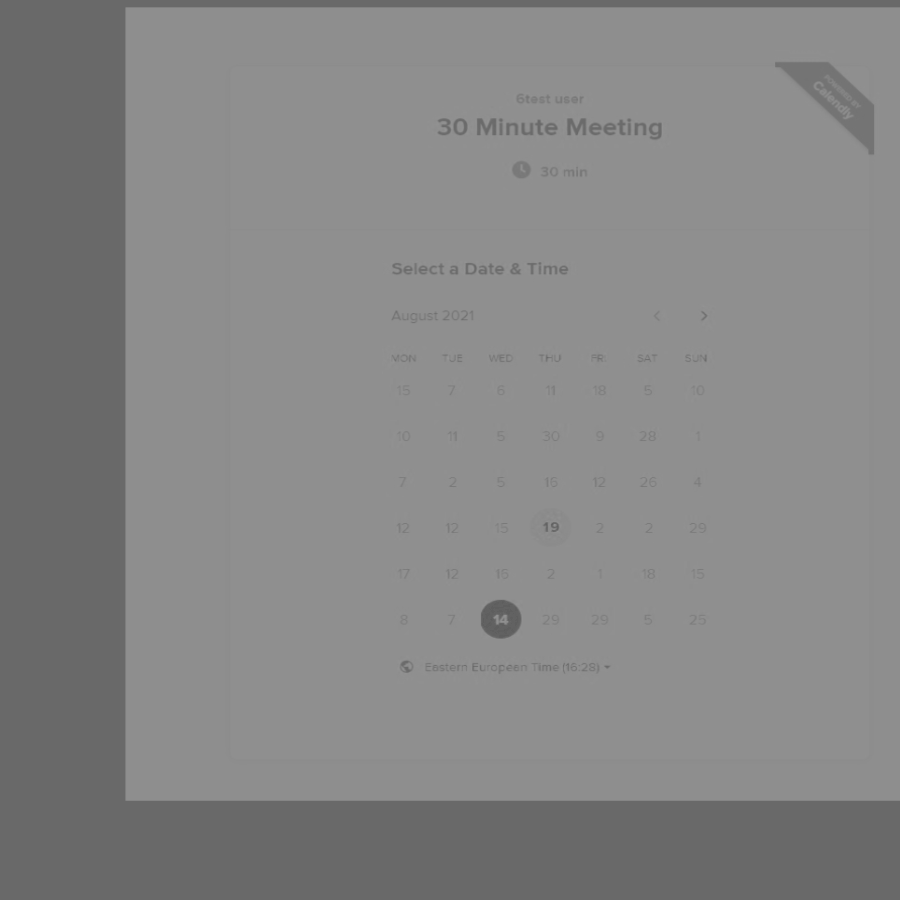 POWERED BY
Calendly
6test user
30 Minute Meeting
30 min
Select a Date & Time
August 2021
MON TUE WED THU FRI SAT SUN
15 7 6 11 18 5 10
10 11 5 30 9 28 1
7 2 5 16 12 26 4
12 12 15 19 2 2 29
17 12 16 2 1 18 15
8 7 14 29 29 5 25
Eastern European Time (16:28)